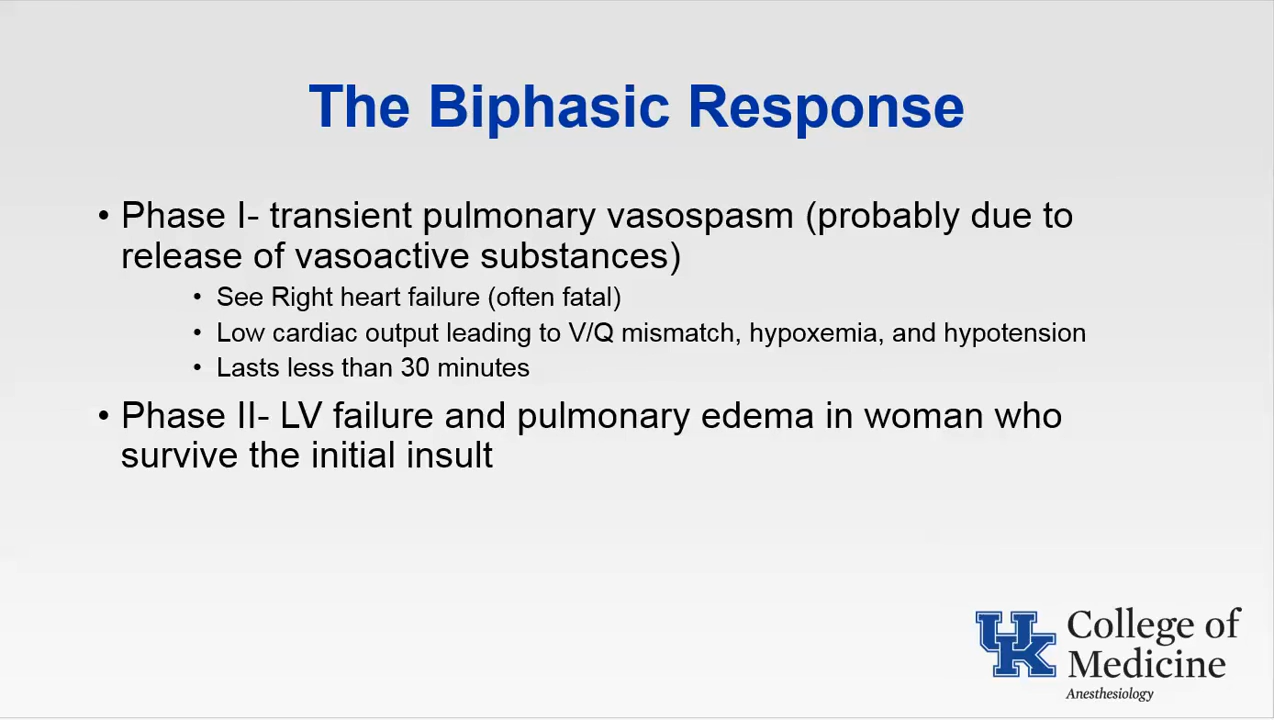 The Biphasic Response
• Phase I- transient pulmonary vasospasm (probably due to
release of vasoactive substances)
• See Right heart failure (often fatal)
• Low cardiac output leading to V/Q mismatch, hypoxemia, and hypotension
• Lasts less than 30 minutes
• Phase II- LV failure and pulmonary edema in woman who
survive the initial insult
UK College of
Medicine
Anesthesiology